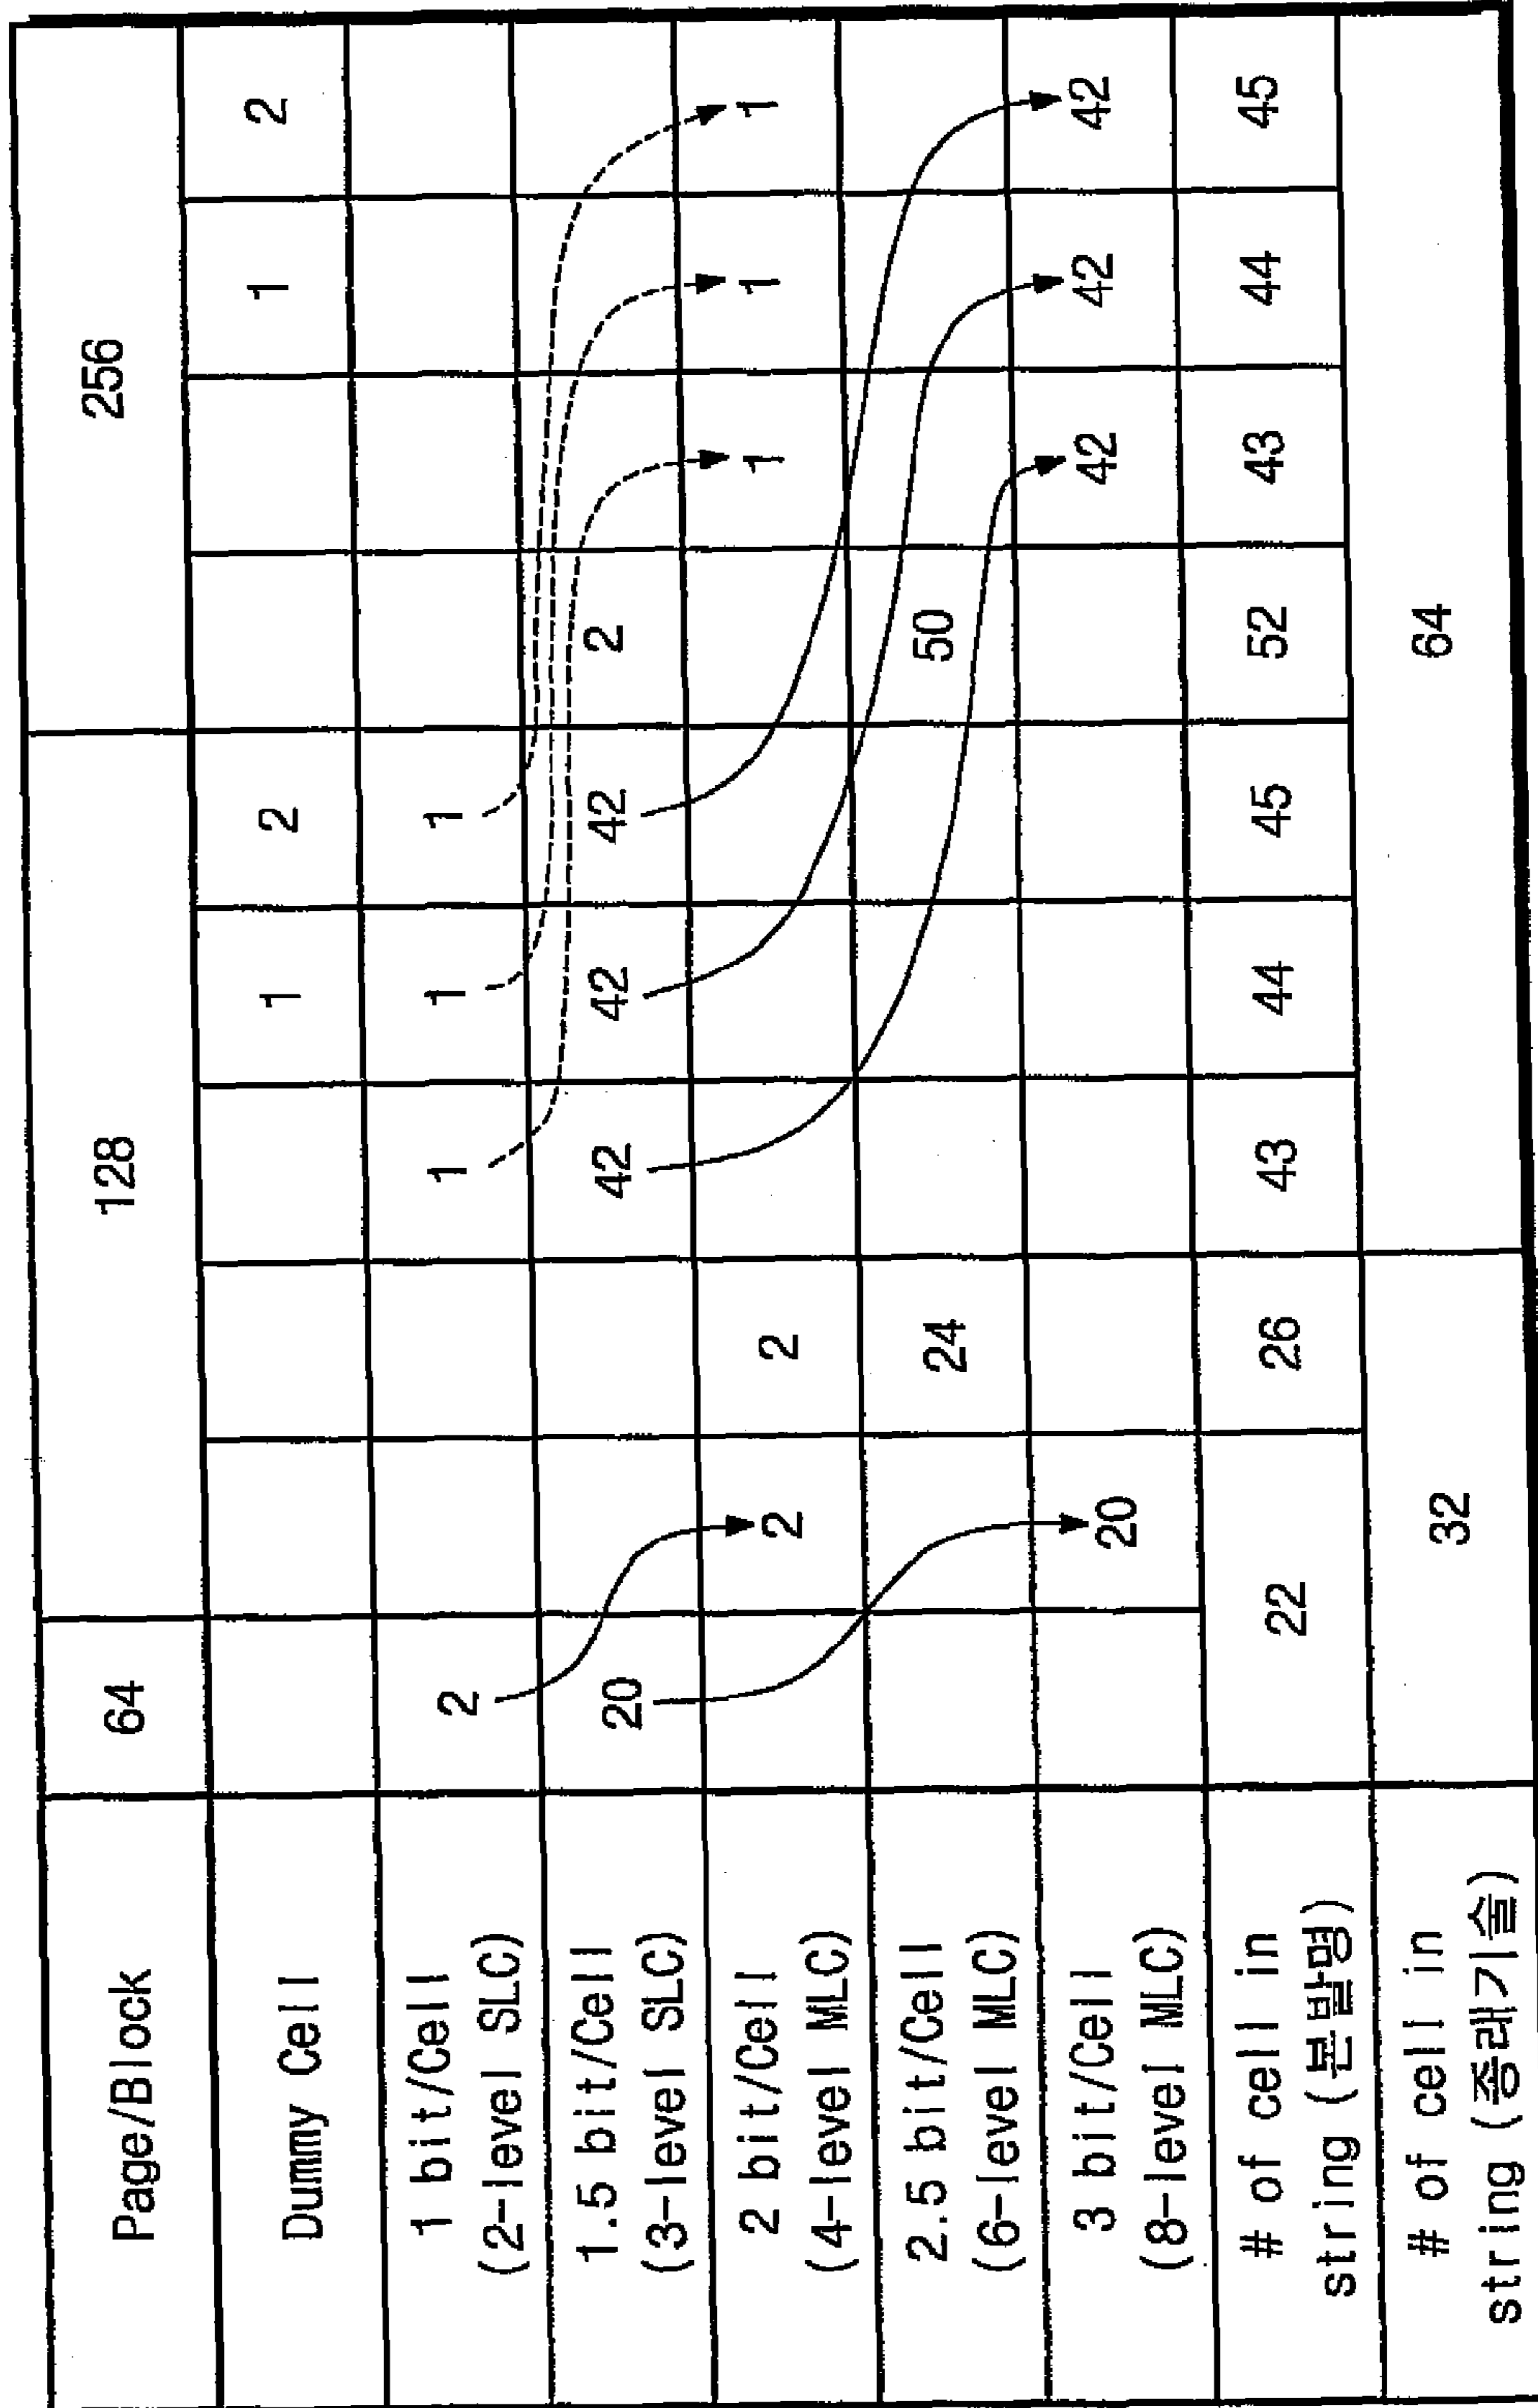 Page/Block 64 128 256
Dummy Cell 1 2 1 2
1 bit/Cell
(2-level SLC) 2 1 1 1
1.5 bit/Cell
(3-level SLC) 20 42 42 42 2
2 bit/Cell
(4-level MLC) 2 2 1 1 1
2.5 bit/Cell
(6-level MLC) 24 50
3 bit/Cell
(8-level MLC) 20 42 42 42
# of cell in
string (본발명) 22 26 43 44 45 52 43 44 45
# of cell in
string (종래기술) 32 64